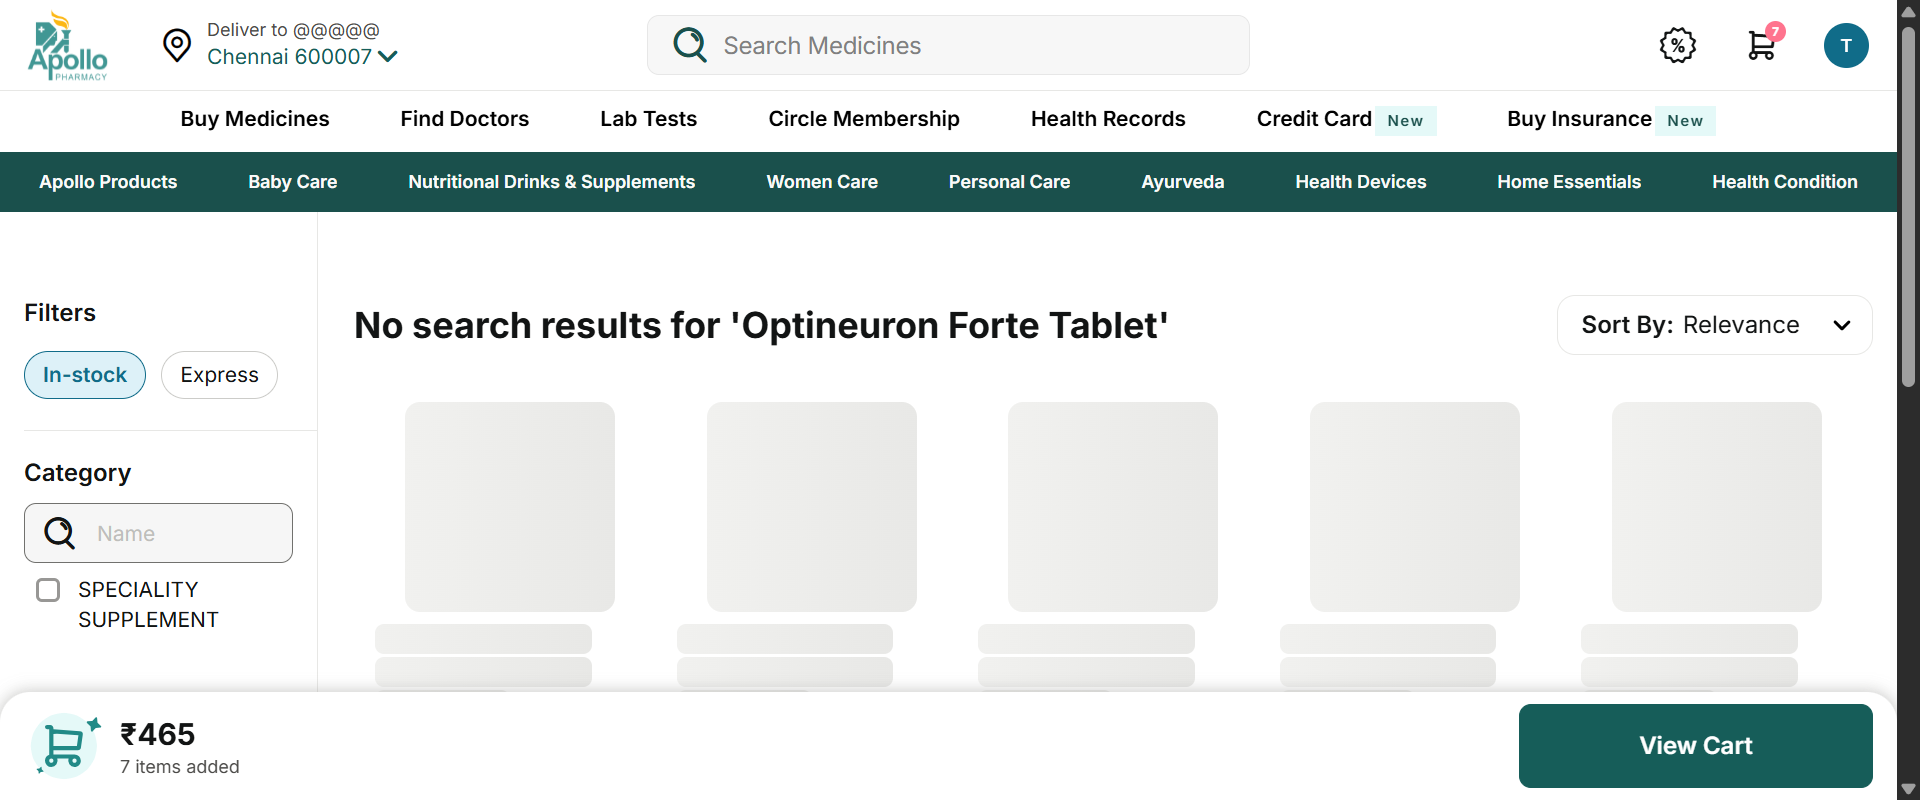 Apollo
PHARMACY
Deliver to @@@@@
Chennai 600007
Search Medicines
%
7
T
Buy Medicines
Find Doctors
Lab Tests
Circle Membership
Health Records
Credit Card New
Buy Insurance New
Apollo Products
Baby Care
Nutritional Drinks & Supplements
Women Care
Personal Care
Ayurveda
Health Devices
Home Essentials
Health Condition
Filters
In-stock
Express
Category
Name
SPECIALITY
SUPPLEMENT
No search results for 'Optineuron Forte Tablet'
Sort By: Relevance
₹465
7 items added
View Cart